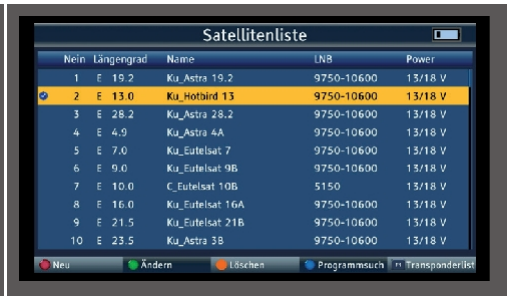 Satellitenliste
Nein Längengrad Name LNB Power
1 E 19.2 Ku_Astra 19.2 9750-10600 13/18 V
2 E 13.0 Ku_Hotbird 13 9750-10600 13/18 V
3 E 28.2 Ku_Astra 28.2 9750-10600 13/18 V
4 E 4.9 Ku_Astra 4A 9750-10600 13/18 V
5 E 7.0 Ku_Eutelsat 7 9750-10600 13/18 V
6 E 9.0 Ku_Eutelsat 9B 9750-10600 13/18 V
7 E 10.0 C_Eutelsat 10B 5150 13/18 V
8 E 16.0 Ku_Eutelsat 16A 9750-10600 13/18 V
9 E 21.5 Ku_Eutelsat 21B 9750-10600 13/18 V
10 E 23.5 Ku_Astra 3B 9750-10600 13/18 V
Neu Ändern Löschen Programmsuch Transponderlist